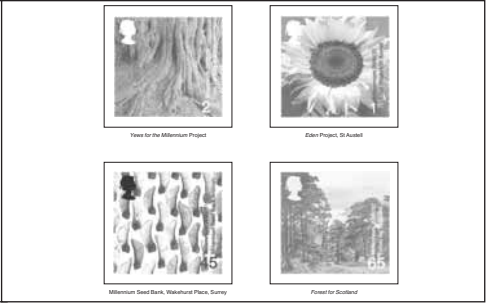 2
1
Yews for the Millennium Project
Eden Project, St Austell
5
65
Millennium Seed Bank, Wakehurst Place, Surrey
Forest for Scotland